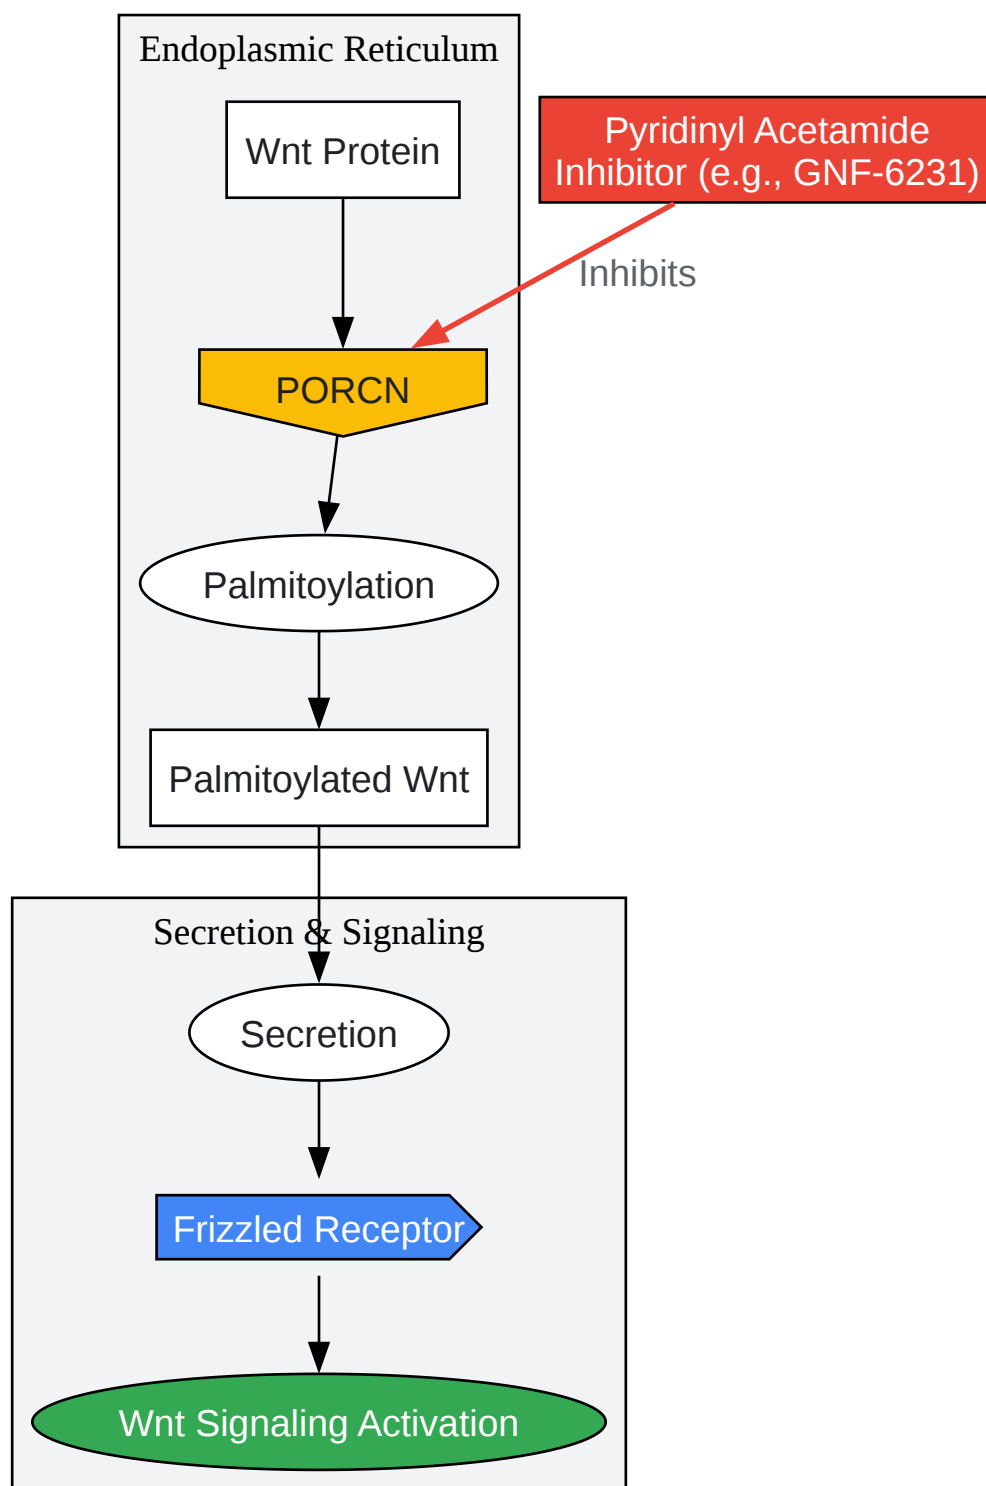 Endoplasmic Reticulum
Wnt Protein
Pyridinyl Acetamide
Inhibitor (e.g., GNF-6231)
Inhibits
PORCN
Palmitoylation
Palmitoylated Wnt
Secretion & Signaling
Secretion
Frizzled Receptor
Wnt Signaling Activation